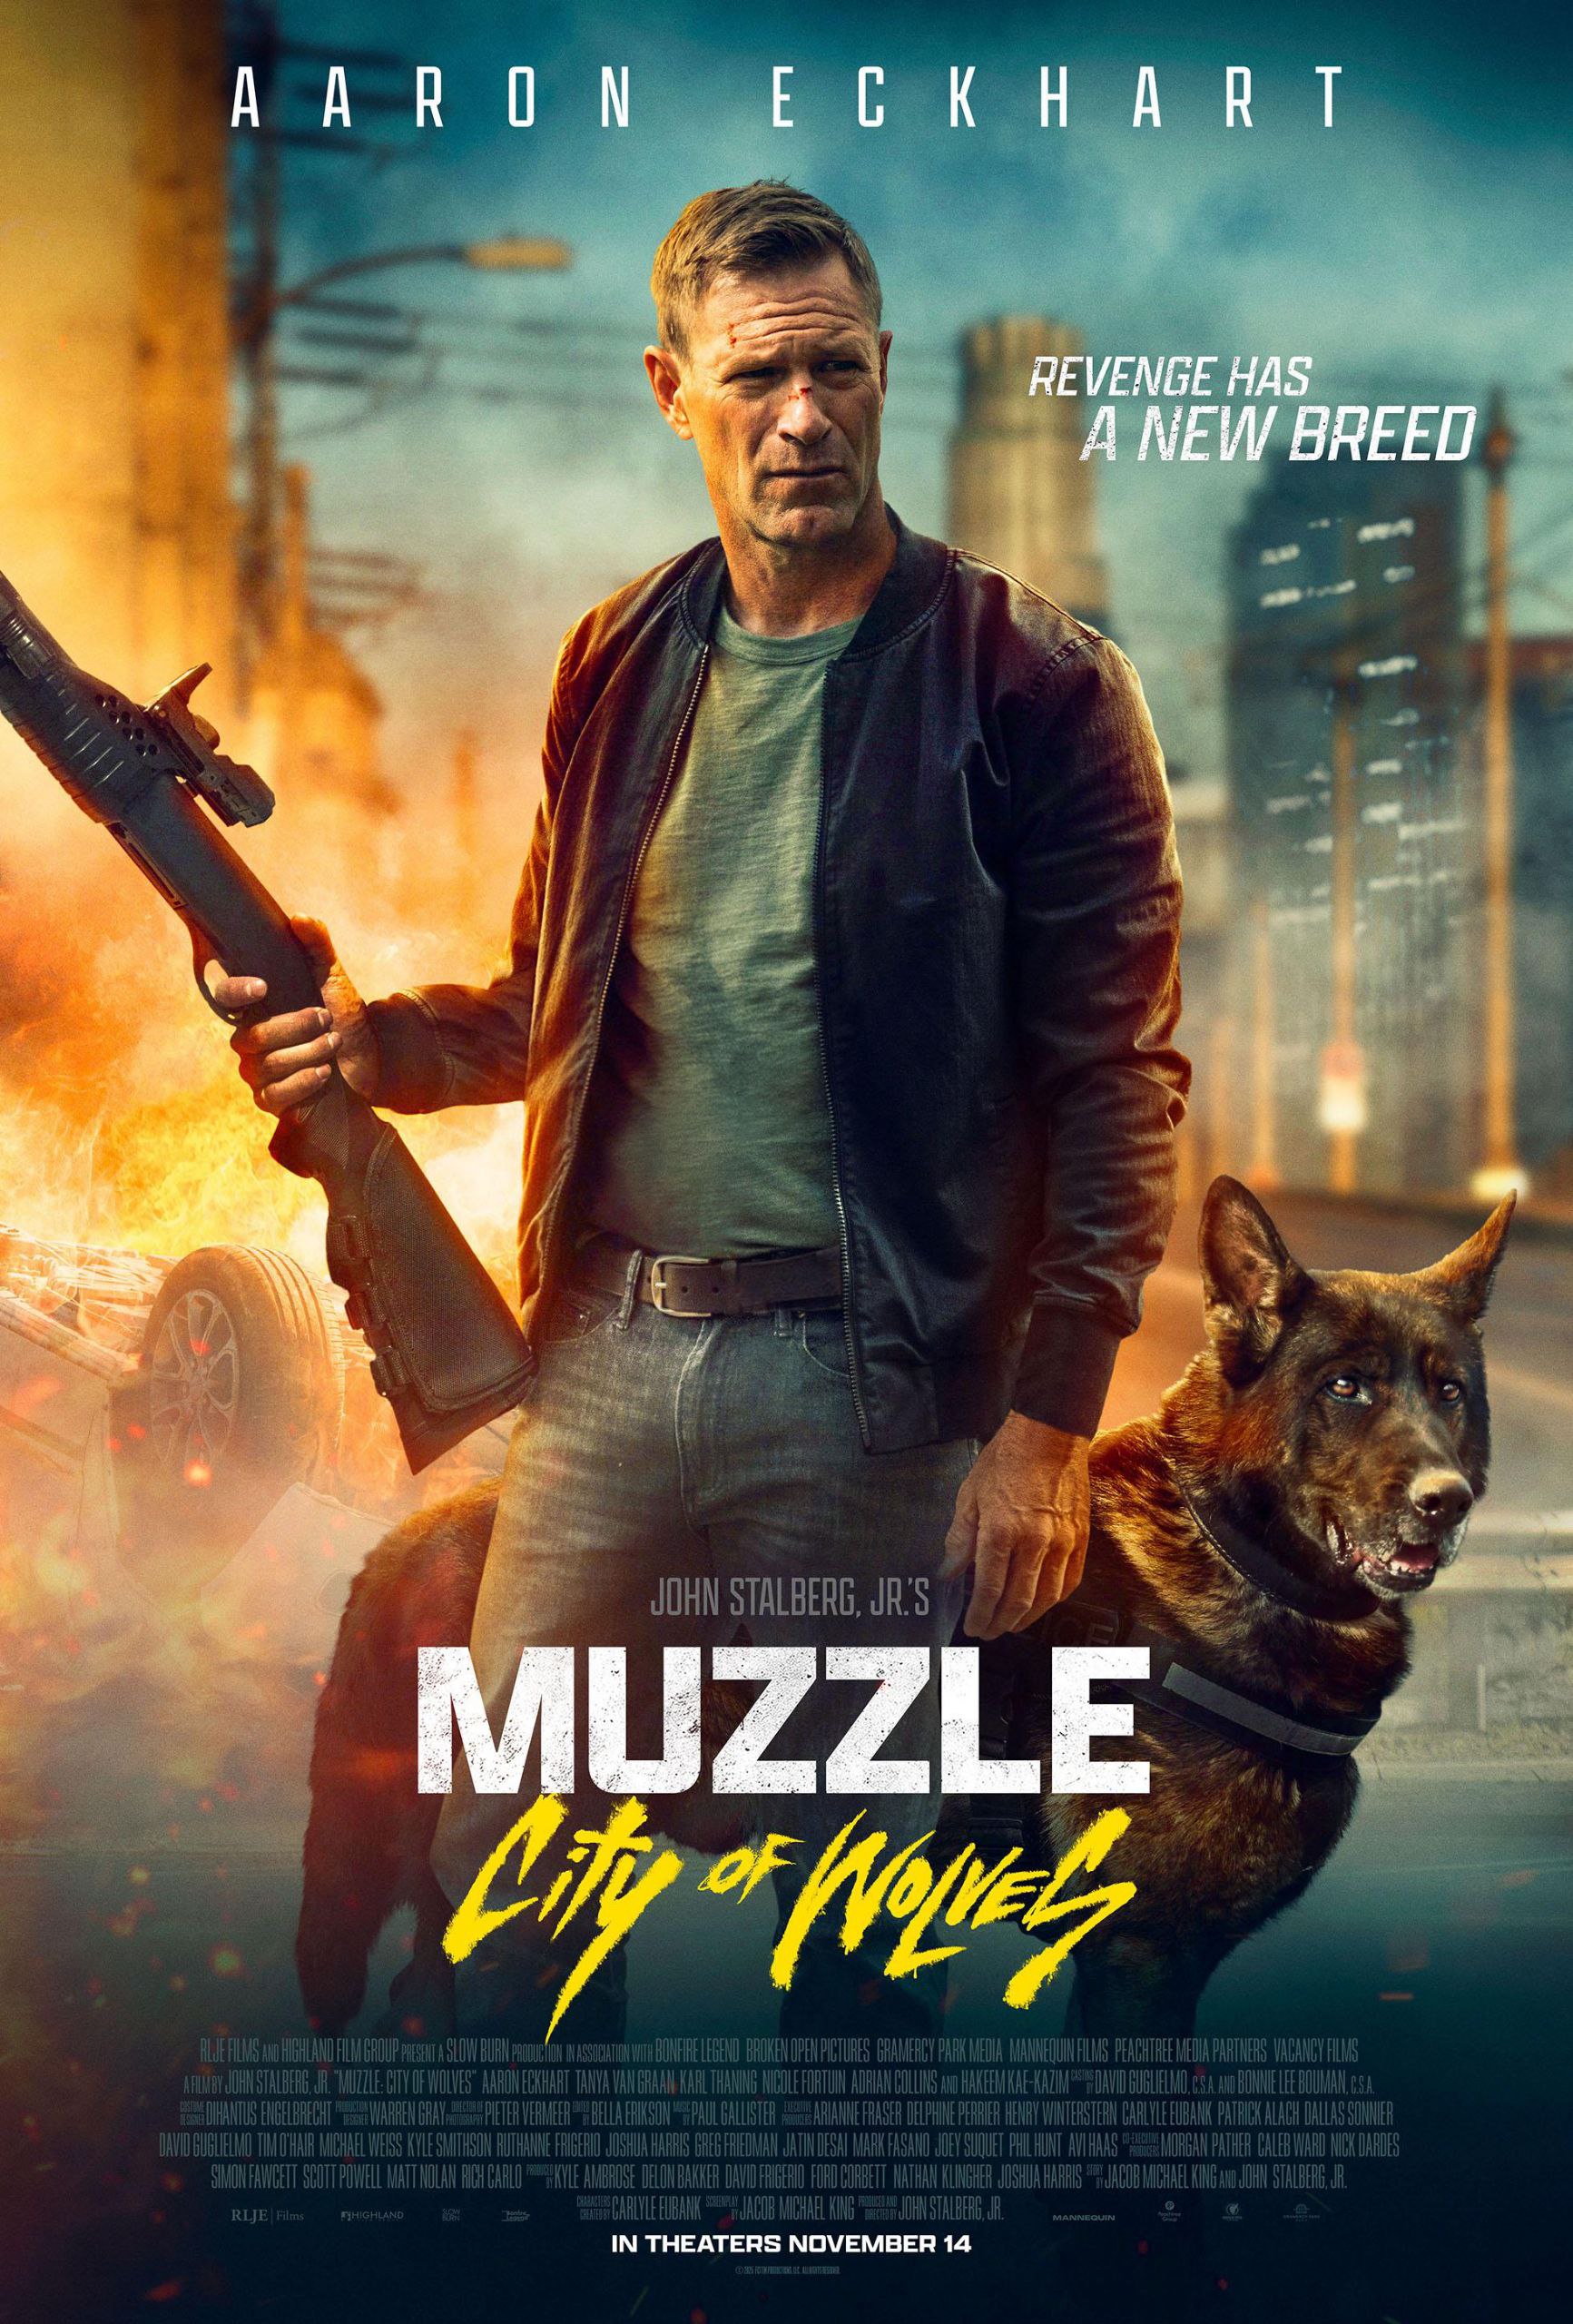 AARON ECKHART
REVENGE HAS
A NEW BREED
JOHN STALBERG, JR.'S
MUZZLE
City of Wolves
RLJE FILMS AND HIGHLAND FILM GROUP PRESENT A SLOW BURN PRODUCTION IN ASSOCIATION WITH BONFIRE LEGEND BROKEN OPEN PICTURES GRAMERCY PARK MEDIA MANNEQUIN FILMS PEACHTREE MEDIA PARTNERS VACANCY FILMS
A FILM BY JOHN STALBERG, JR. "MUZZLE: CITY OF WOLVES" AARON ECKHART TANYA VAN GRAAN KARL THANING NICOLE FORTUIN ADRIAN COLLINS AND HAKEEM KAE-KAZIM CASTING BY DAVID GUGLIELMO, C.S.A. AND BONNIE LEE BOUMAN, C.S.A.
COSTUME DESIGNER DIHANTUS ENGELBRECHT PRODUCTION DESIGNER WARREN GRAY DIRECTOR OF PHOTOGRAPHY PIETER VERMEER EDITED BY BELLA ERIKSON MUSIC BY PAUL GALLISTER EXECUTIVE PRODUCERS ARIANNE FRASER DELPHINE PERRIER HENRY WINTERSTERN CARLYLE EUBANK PATRICK ALACH DALLAS SONNIER
DAVID GUGLIELMO TIM O'HAIR MICHAEL WEISS KYLE SMITHSON RUTHANNE FRIGERIO JOSHUA HARRIS GREG FRIEDMAN JATIN DESAI MARK FASANO JOEY SUQUET PHIL HUNT AVI HAAS CO-EXECUTIVE PRODUCERS MORGAN PATHER CALEB WARD NICK DARDES
SIMON FAWCETT SCOTT POWELL MATT NOLAN RICH CARLO PRODUCED BY KYLE AMBROSE DELON BAKKER DAVID FRIGERIO FORD CORBETT NATHAN KLINGHER JOSHUA HARRIS STORY BY JACOB MICHAEL KING AND JOHN STALBERG, JR.
CHARACTERS CREATED BY CARLYLE EUBANK SCREENPLAY BY JACOB MICHAEL KING PRODUCED AND DIRECTED BY JOHN STALBERG, JR.
RLJE Films HIGHLAND SLOW BURN MANNEQUIN
IN THEATERS NOVEMBER 14